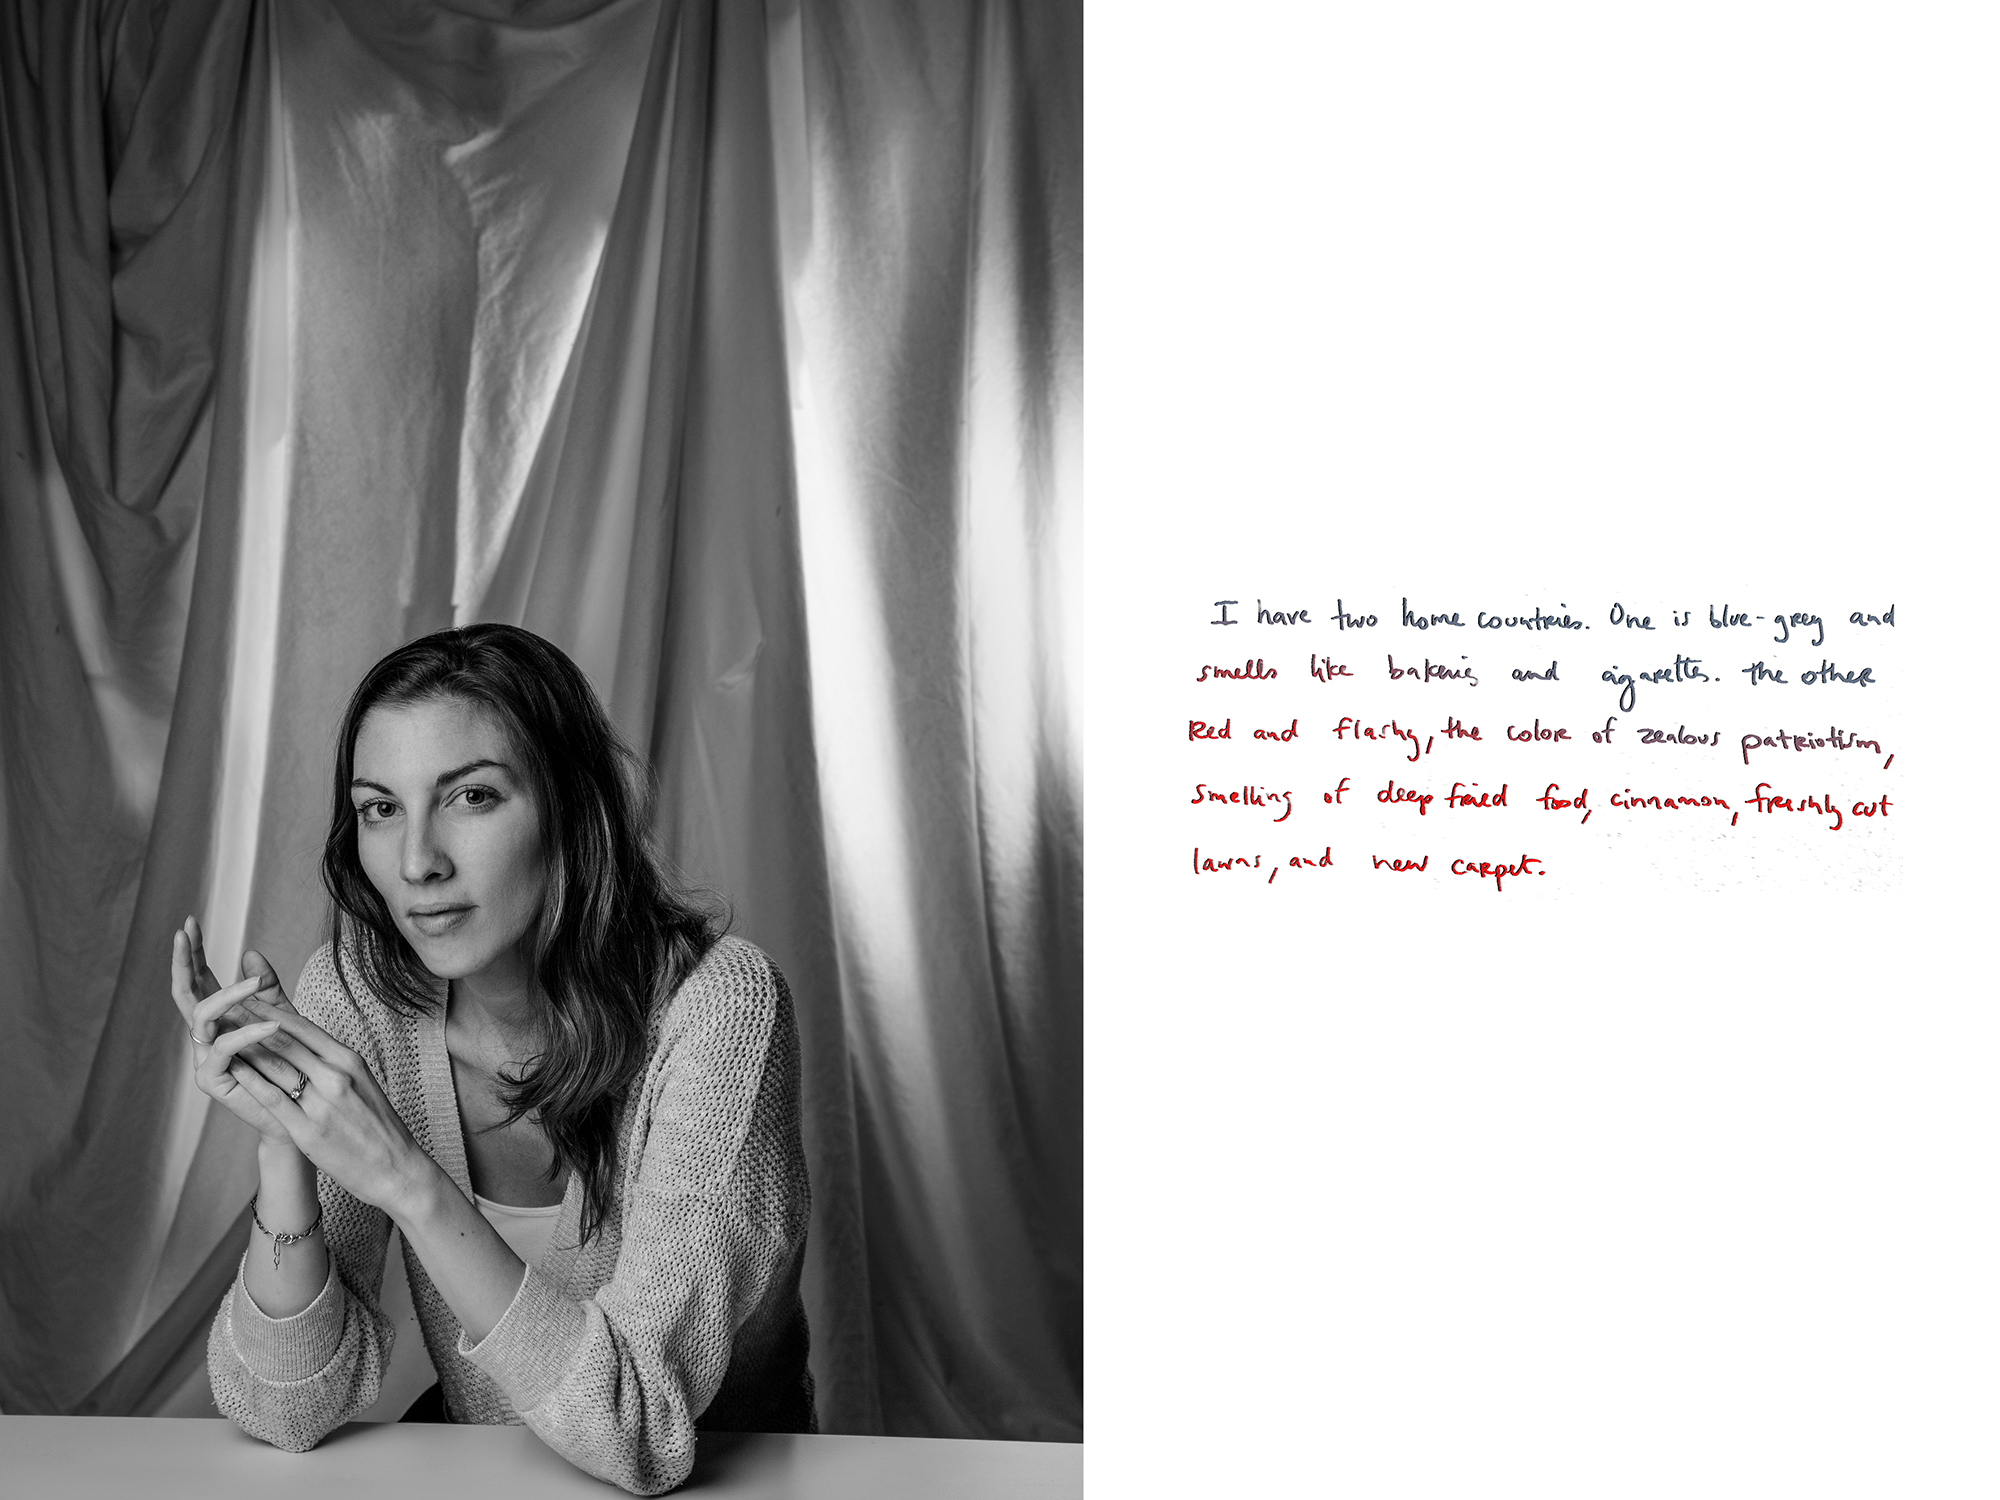 I have two home countries. One is blue-grey and
smells like bakeries and cigarettes. The other
Red and flashy, the color of zealous patriotism,
smelling of deep fried food, cinnamon, freshly cut
lawns, and new carpet.